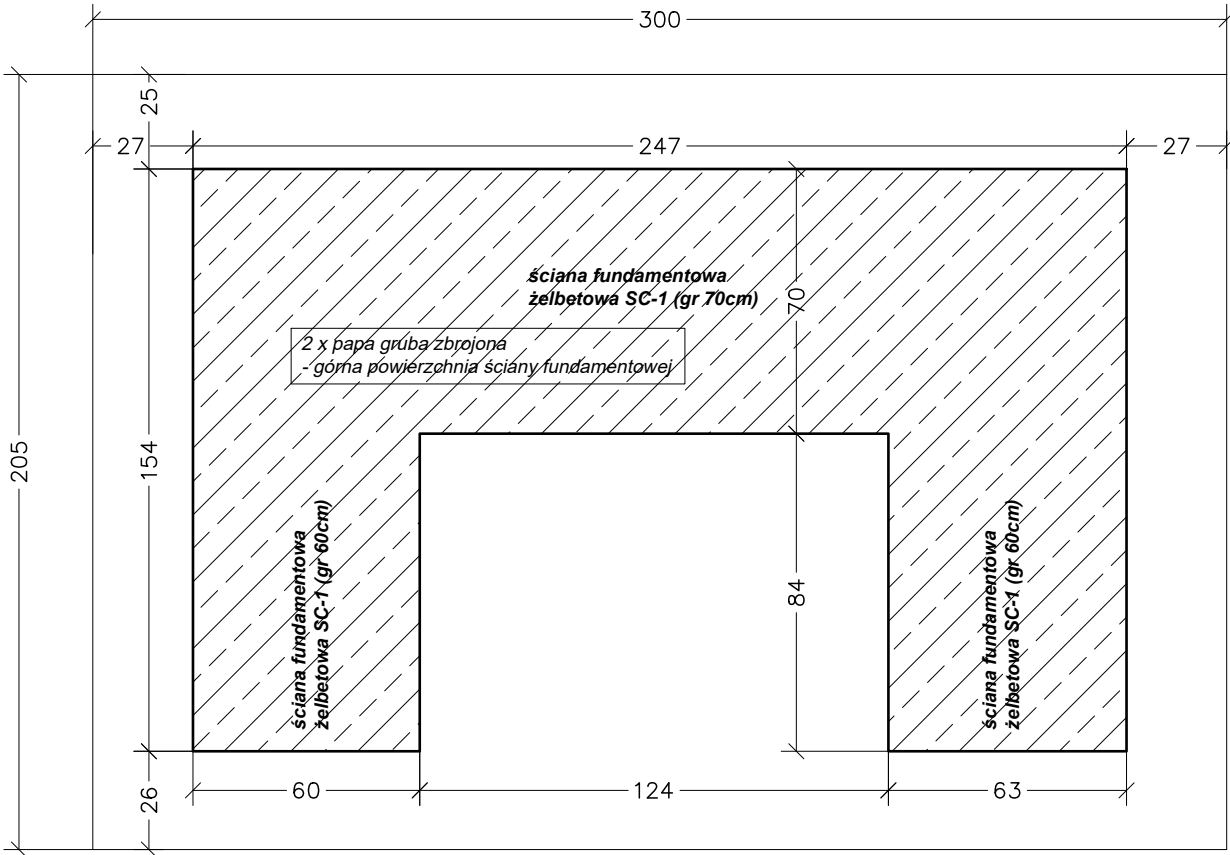 300
25
27
247
27
ściana fundamentowa
żelbetowa SC-1 (gr 70cm)
70
2 x papa gruba zbrojona
- górna powierzchnia ściany fundamentowej
205
154
ściana fundamentowa
żelbetowa SC-1 (gr 60cm)
84
ściana fundamentowa
żelbetowa SC-1 (gr 60cm)
26
60
124
63